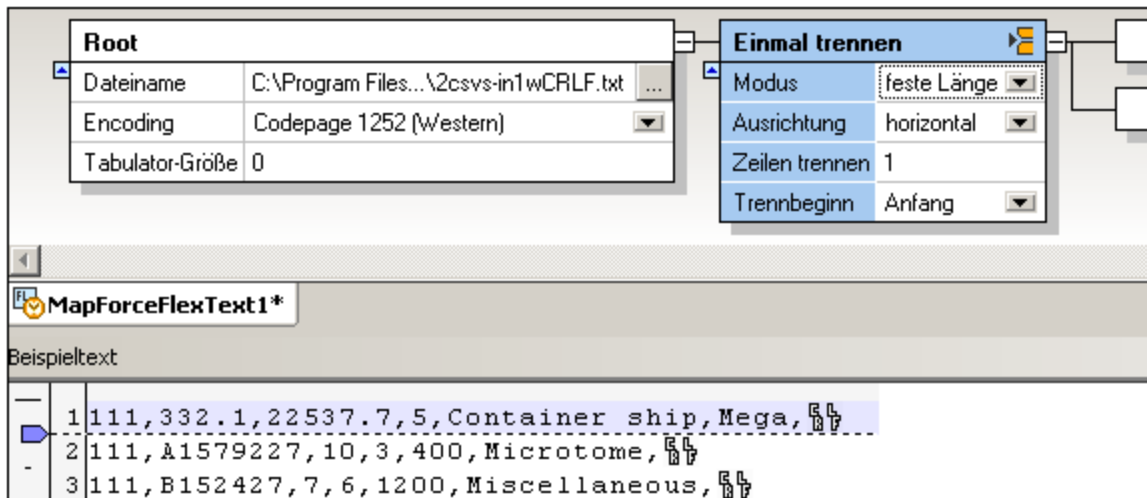 Root
Dateiname C:\Program Files...\2csvs-in1wCRLF.txt ...
Encoding Codepage 1252 (Western)
Tabulator-Größe 0
Einmal trennen
Modus feste Länge
Ausrichtung horizontal
Zeilen trennen 1
Trennbeginn Anfang
MapForceFlexText1*
Beispieltext
1 111,332.1,22537.7,5,Container ship,Mega,␍␊
2 111,A1579227,10,3,400,Microtome,␍␊
3 111,B152427,7,6,1200,Miscellaneous,␍␊